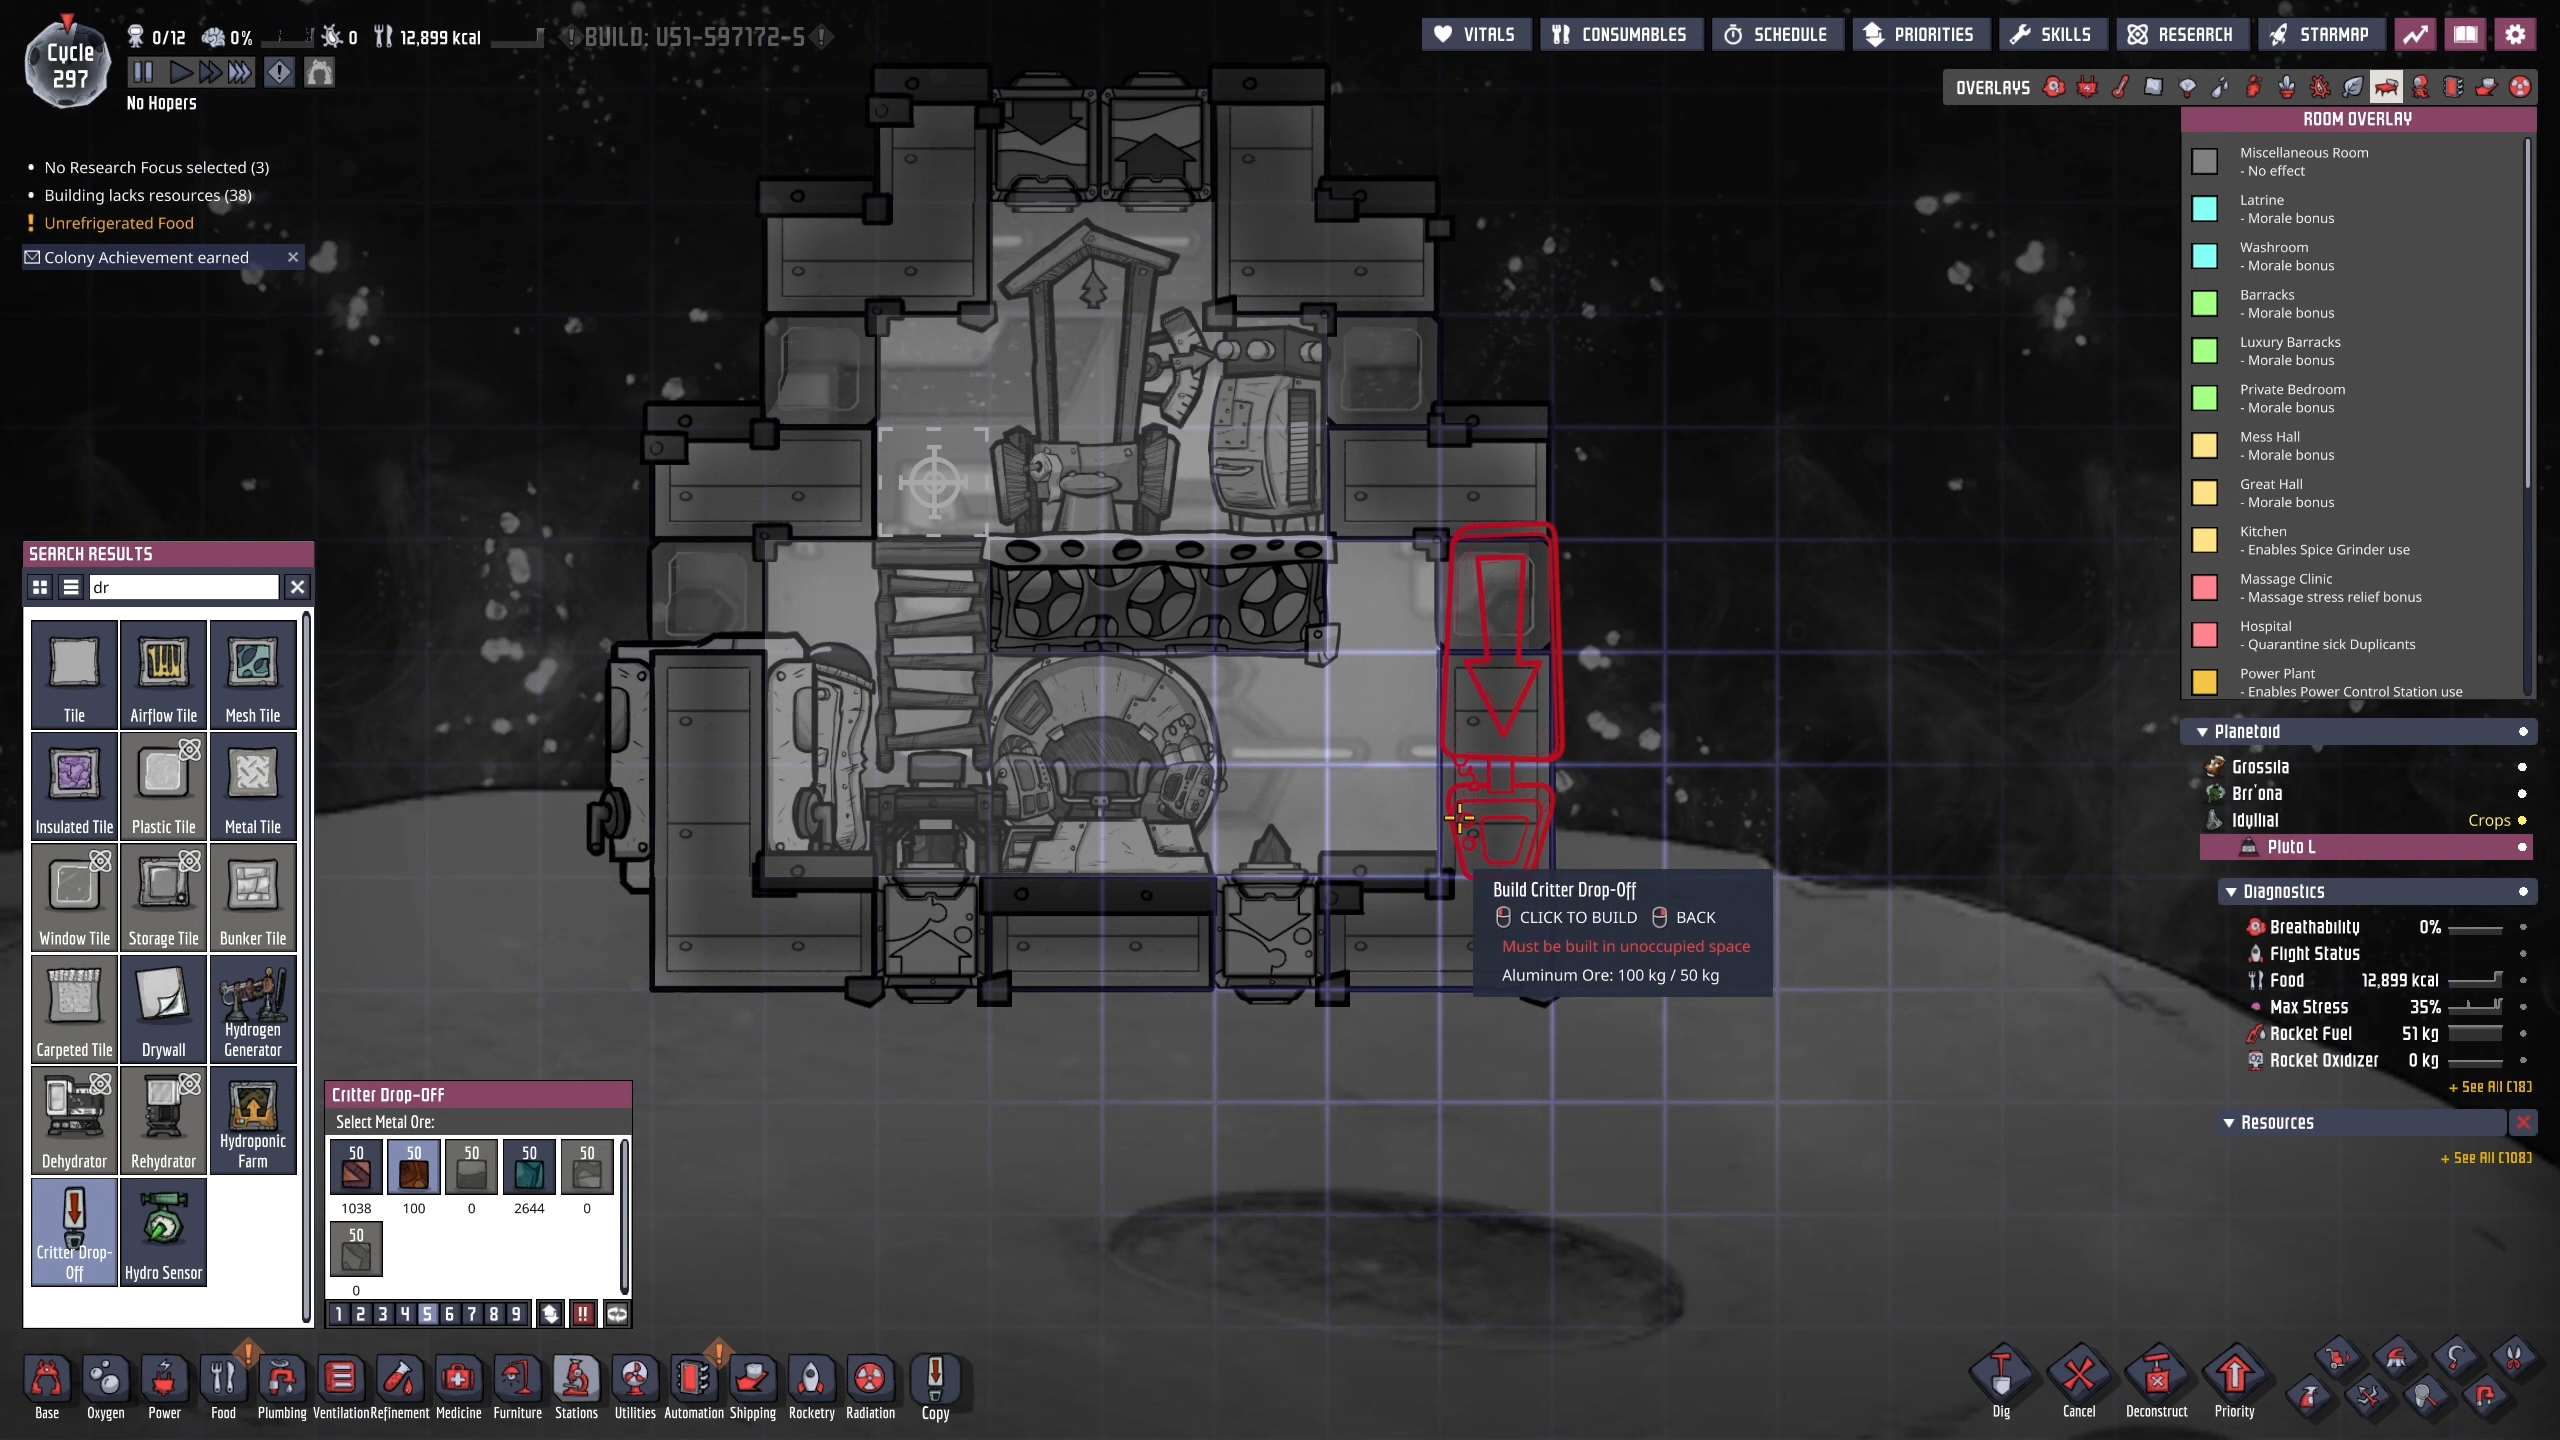 Cycle
297
0/12
0%
0
12,899 kcal
BUILD: U51-597172-S
No Hopers
VITALS
CONSUMABLES
SCHEDULE
PRIORITIES
SKILLS
RESEARCH
STARMAP
OVERLAYS
• No Research Focus selected (3)
• Building lacks resources (38)
! Unrefrigerated Food
Colony Achievement earned
ROOM OVERLAY
Miscellaneous Room
- No effect
Latrine
- Morale bonus
Washroom
- Morale bonus
Barracks
- Morale bonus
Luxury Barracks
- Morale bonus
Private Bedroom
- Morale bonus
Mess Hall
- Morale bonus
Great Hall
- Morale bonus
Kitchen
- Enables Spice Grinder use
Massage Clinic
- Massage stress relief bonus
Hospital
- Quarantine sick Duplicants
Power Plant
- Enables Power Control Station use
SEARCH RESULTS
dr
Tile
Airflow Tile
Mesh Tile
Insulated Tile
Plastic Tile
Metal Tile
Window Tile
Storage Tile
Bunker Tile
Carpeted Tile
Drywall
Hydrogen
Generator
Dehydrator
Rehydrator
Hydroponic
Farm
Critter Drop-
Off
Hydro Sensor
Critter Drop-Off
Select Metal Ore:
50 50 50 50 50
1038 100 0 2644 0
50
0
1 2 3 4 5 6 7 8 9 !!
Build Critter Drop-Off
CLICK TO BUILD BACK
Must be built in unoccupied space
Aluminum Ore: 100 kg / 50 kg
Planetoid
Grossila
Brr'ona
Idyllial Crops
Pluto L
Diagnostics
Breathability 0%
Flight Status
Food 12,899 kcal
Max Stress 35%
Rocket Fuel 51 kg
Rocket Oxidizer 0 kg
+ See All (18)
Resources
+ See All (108)
Base
Oxygen
Power
Food
Plumbing
Ventilation
Refinement
Medicine
Furniture
Stations
Utilities
Automation
Shipping
Rocketry
Radiation
Copy
Dig
Cancel
Deconstruct
Priority